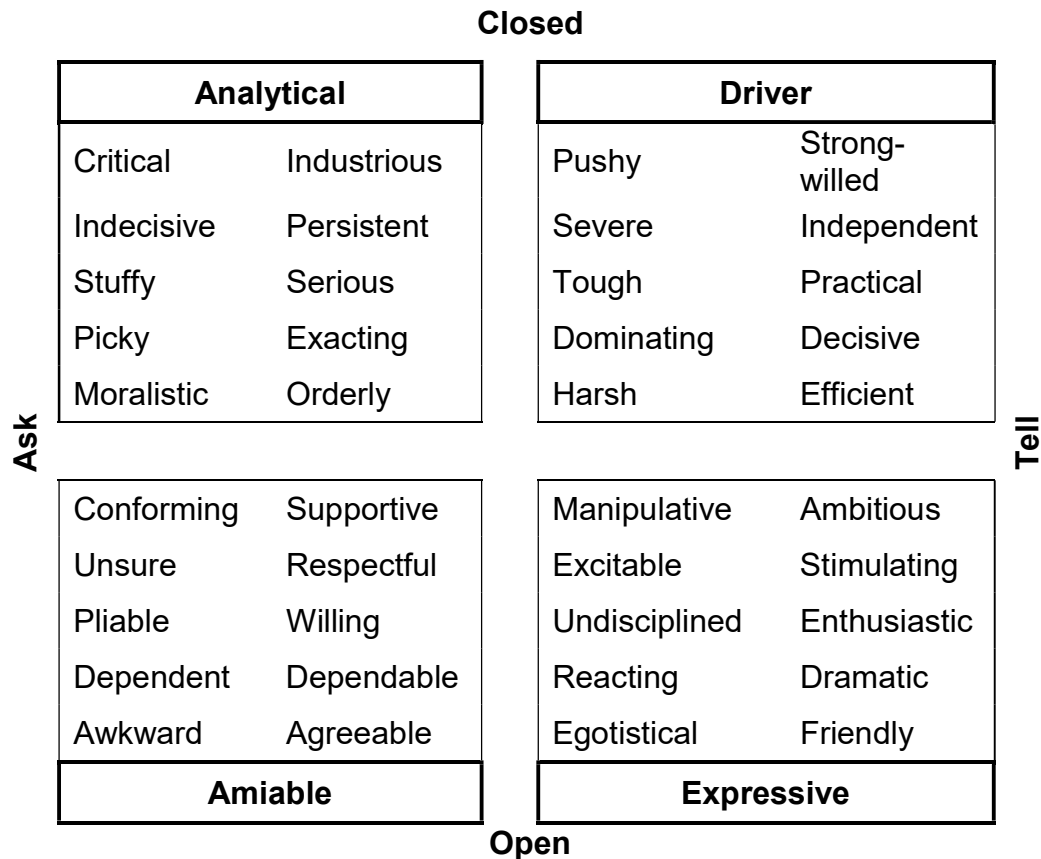 Closed
Analytical
Driver
Critical Industrious
Pushy Strong-
willed
Indecisive Persistent
Severe Independent
Stuffy Serious
Tough Practical
Picky Exacting
Dominating Decisive
Moralistic Orderly
Harsh Efficient
Ask
Tell
Conforming Supportive
Manipulative Ambitious
Unsure Respectful
Excitable Stimulating
Pliable Willing
Undisciplined Enthusiastic
Dependent Dependable
Reacting Dramatic
Awkward Agreeable
Egotistical Friendly
Amiable
Expressive
Open